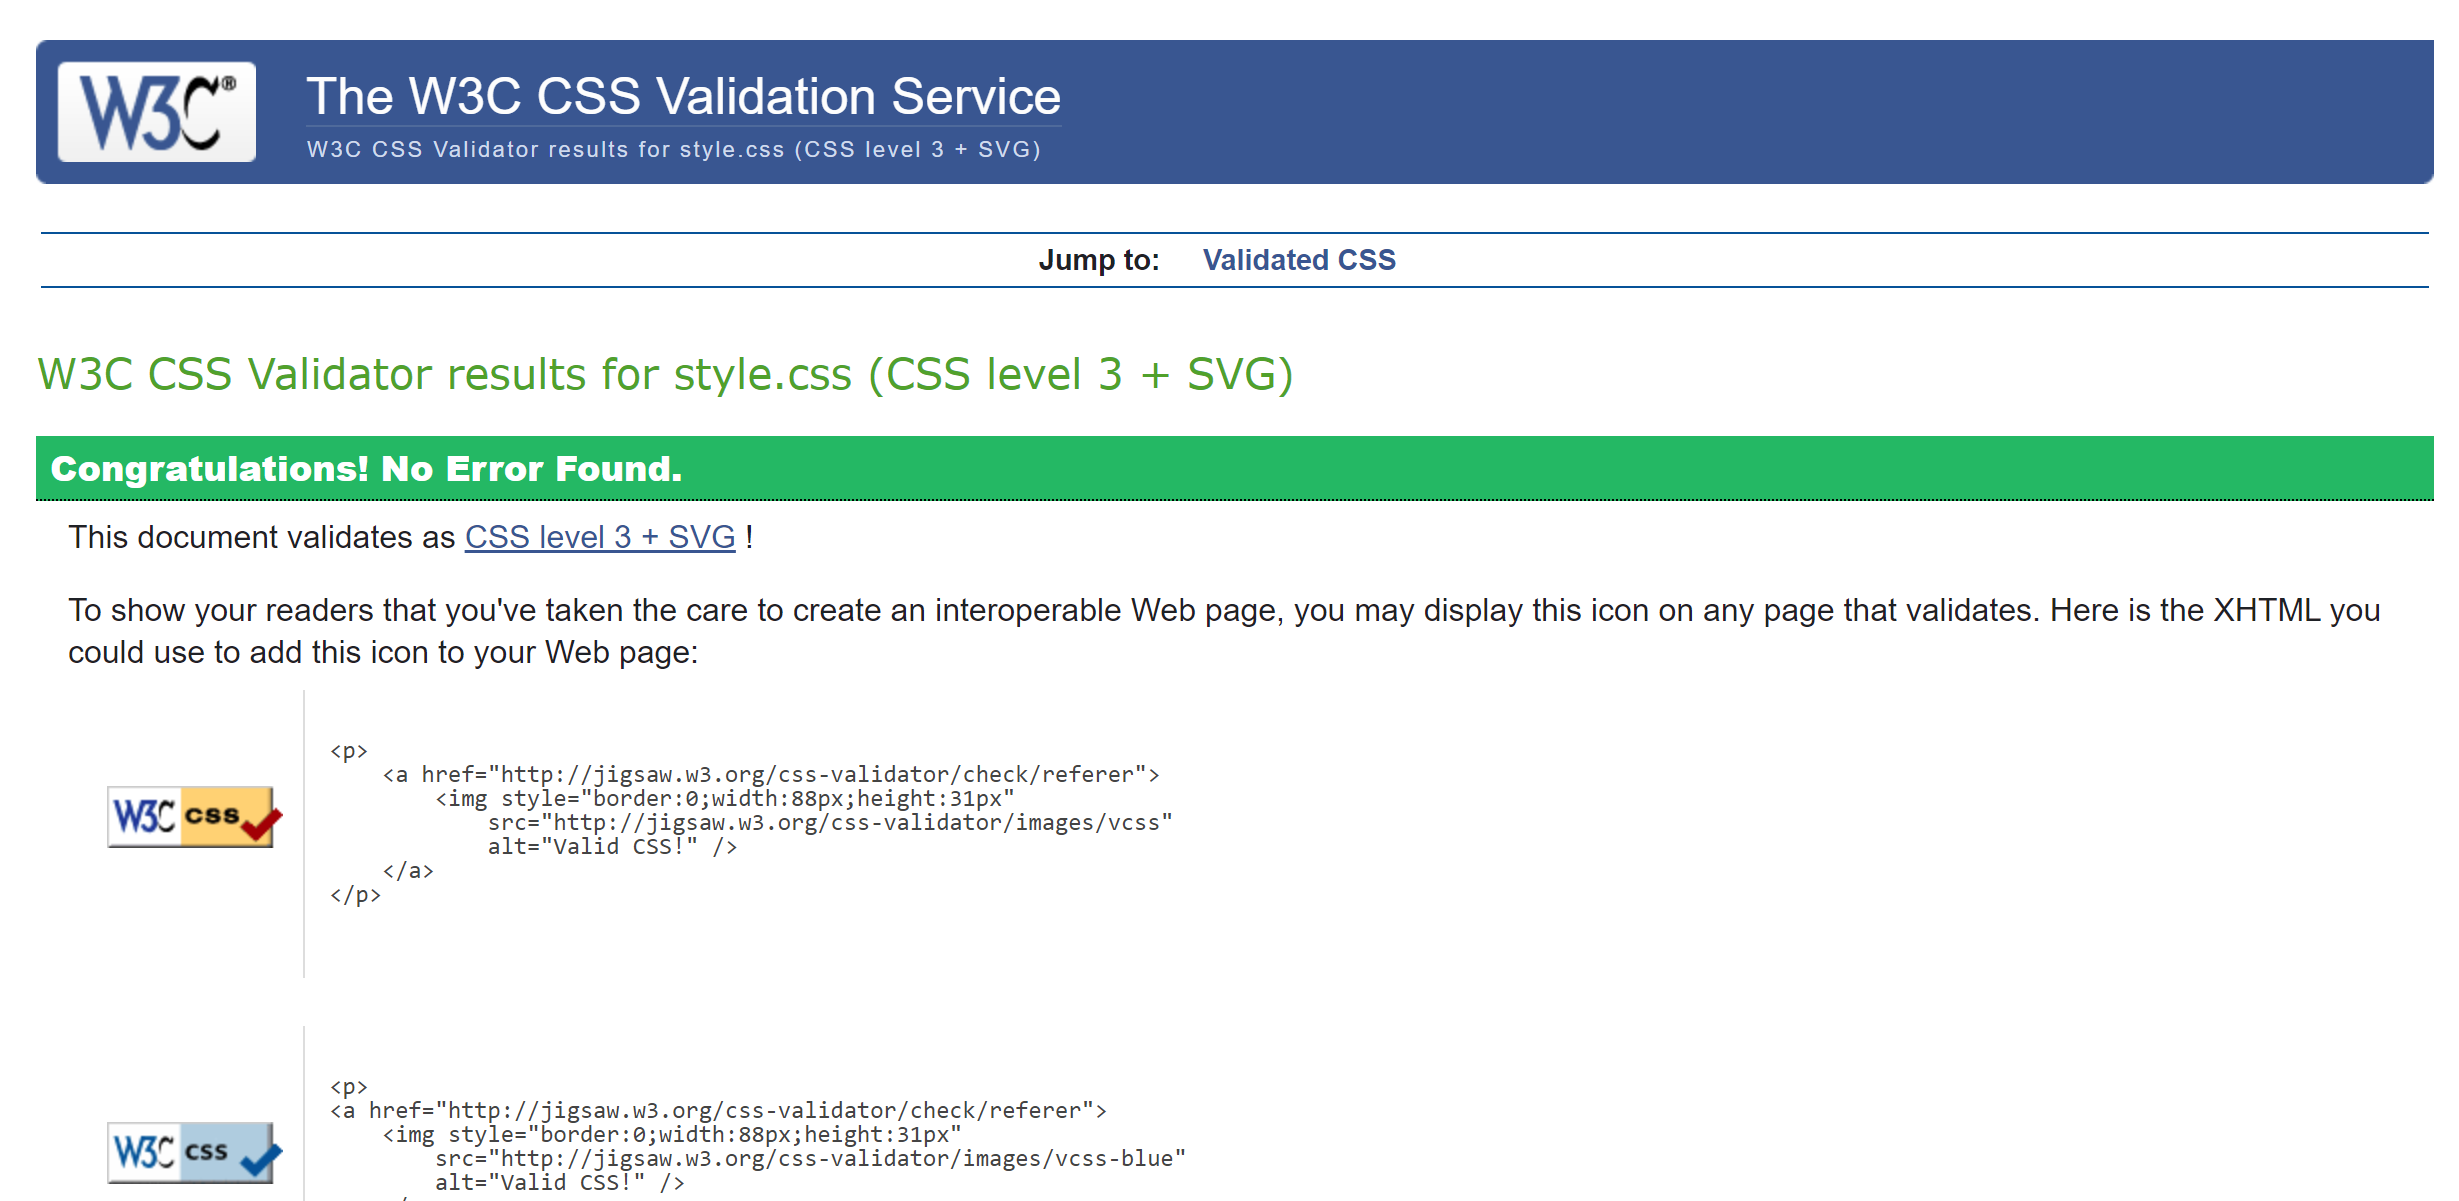 W3C®
The W3C CSS Validation Service
W3C CSS Validator results for style.css (CSS level 3 + SVG)
Jump to: Validated CSS
W3C CSS Validator results for style.css (CSS level 3 + SVG)
Congratulations! No Error Found.
This document validates as CSS level 3 + SVG !
To show your readers that you've taken the care to create an interoperable Web page, you may display this icon on any page that validates. Here is the XHTML you
could use to add this icon to your Web page:
W3C css
<p>
    <a href="http://jigsaw.w3.org/css-validator/check/referer">
        <img style="border:0;width:88px;height:31px"
            src="http://jigsaw.w3.org/css-validator/images/vcss"
            alt="Valid CSS!" />
    </a>
</p>
W3C css
<p>
<a href="http://jigsaw.w3.org/css-validator/check/referer">
    <img style="border:0;width:88px;height:31px"
        src="http://jigsaw.w3.org/css-validator/images/vcss-blue"
        alt="Valid CSS!" />